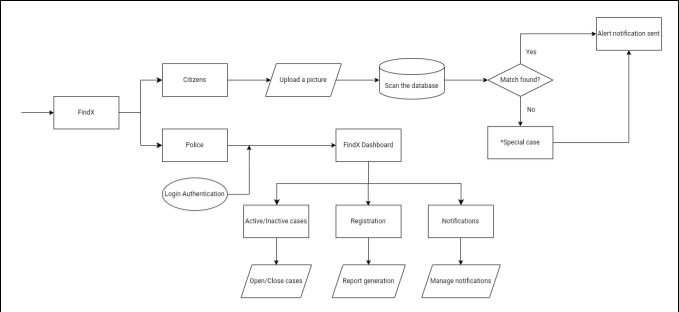 Alert notification sent
Yes
Citizens
Upload a picture
Scan the database
Match found?
FindX
No
*Special case
Police
FindX Dashboard
Login Authentication
Active/Inactive cases
Registration
Notifications
Open/Close cases
Report generation
Manage notifications